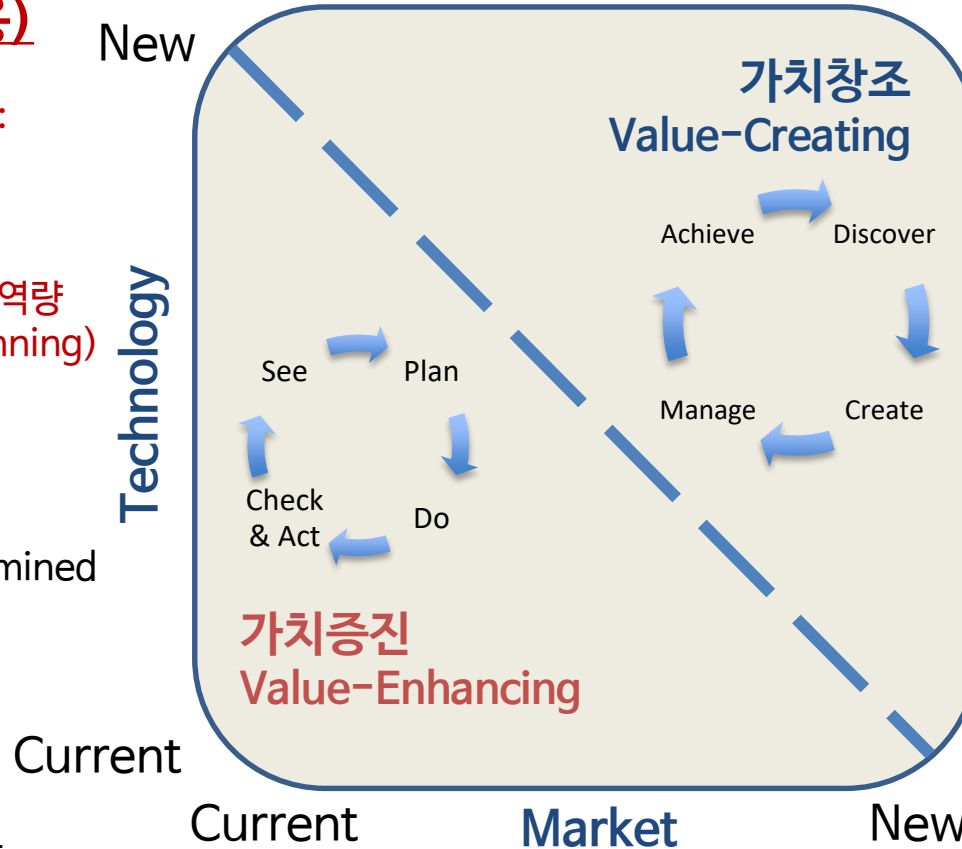 New
가치창조
Value-Creating
:
Achieve
Discover
역량
nning)
Technology
See
Plan
Manage
Create
Check
& Act
Do
mined
가치증진
Value-Enhancing
Current
Current
Market
New